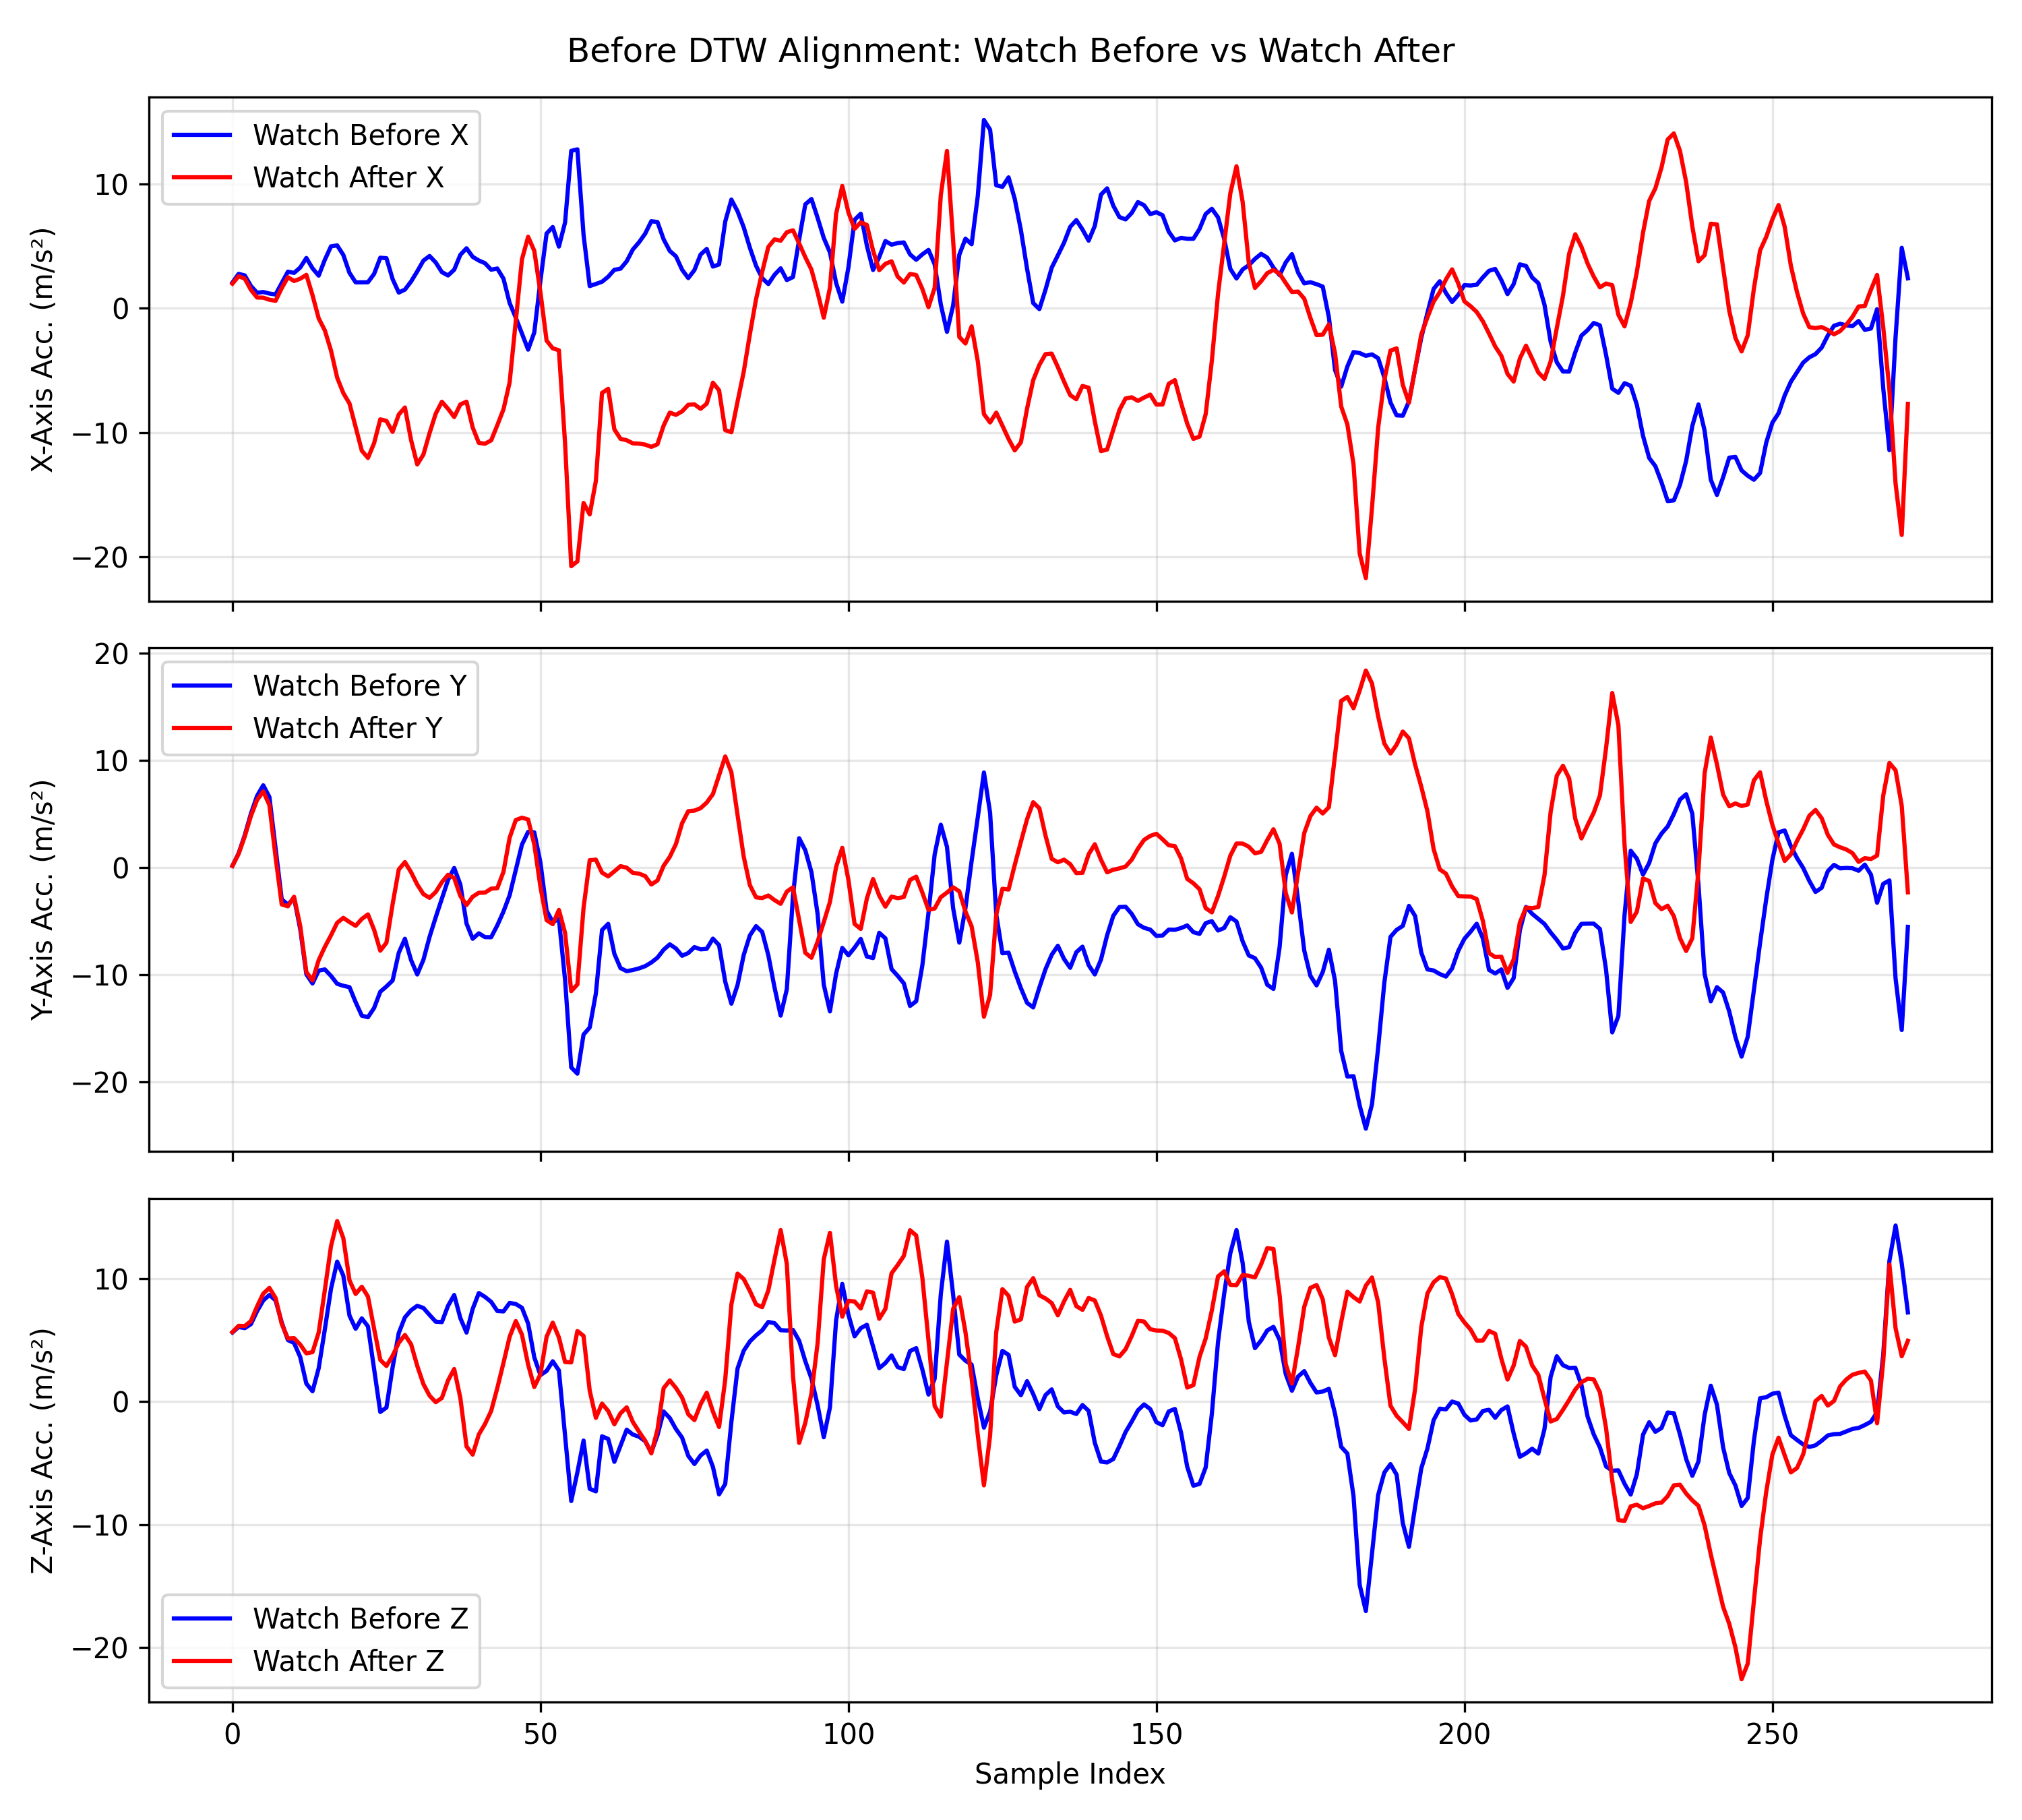 Before DTW Alignment: Watch Before vs Watch After
Watch Before X
Watch After X
10
0
−10
−20
X-Axis Acc. (m/s²)
Watch Before Y
Watch After Y
20
10
0
−10
−20
Y-Axis Acc. (m/s²)
10
0
−10
−20
Z-Axis Acc. (m/s²)
Watch Before Z
Watch After Z
0 50 100 150 200 250
Sample Index